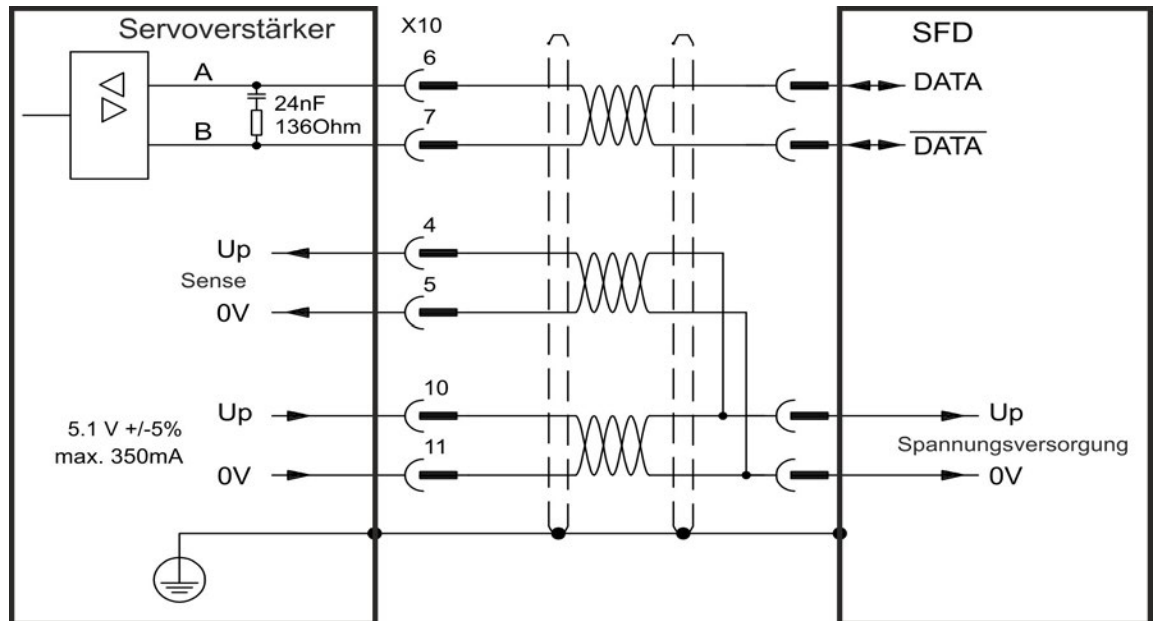 Servoverstärker
X10
SFD
A
6
DATA
24nF
136Ohm
B
7
DATA
Up
4
Sense
0V
5
Up
10
Up
5.1 V +/-5%
max. 350mA
Spannungsversorgung
0V
11
0V